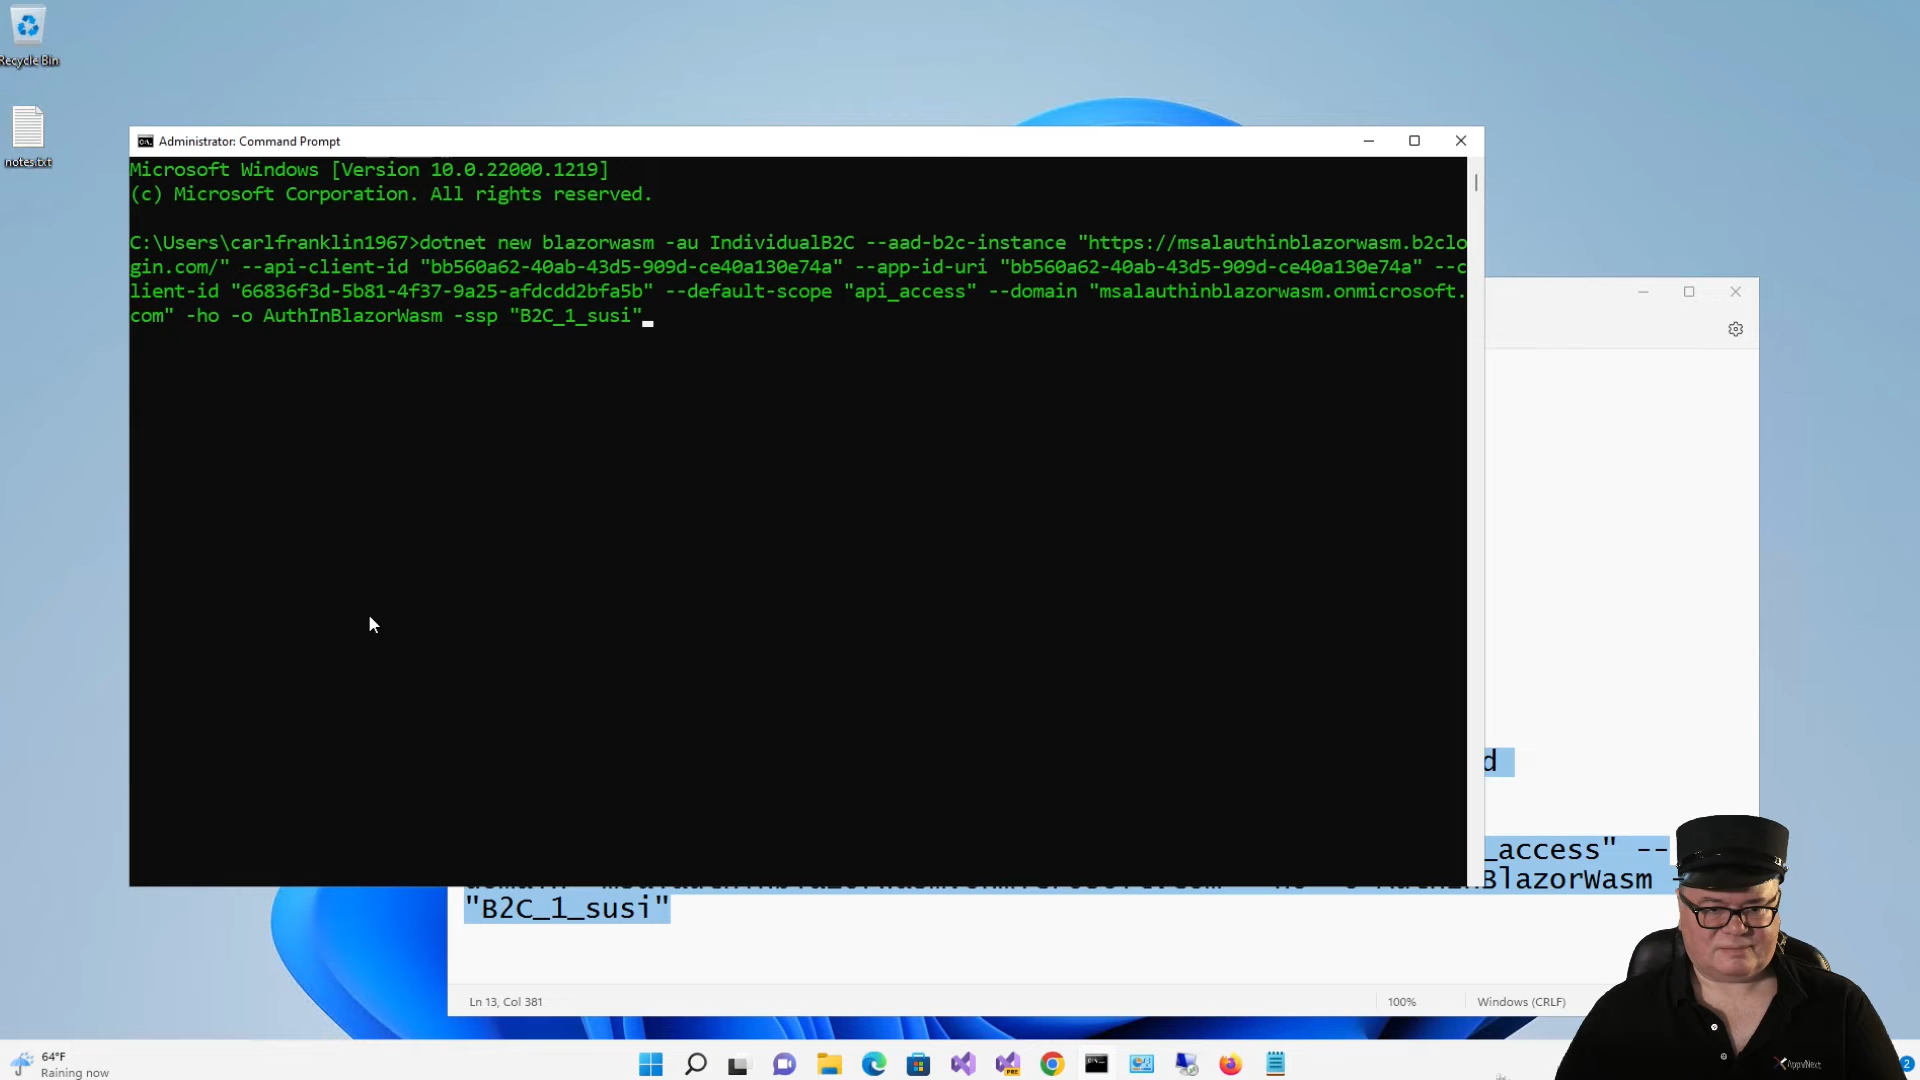 Recycle Bin
notes.txt
Administrator: Command Prompt
Microsoft Windows [Version 10.0.22000.1219]
(c) Microsoft Corporation. All rights reserved.
C:\Users\carlfranklin1967>dotnet new blazorwasm -au IndividualB2C --aad-b2c-instance "https://msalauthinblazorwasm.b2clo
gin.com/" --api-client-id "bb560a62-40ab-43d5-909d-ce40a130e74a" --app-id-uri "bb560a62-40ab-43d5-909d-ce40a130e74a" --c
lient-id "66836f3d-5b81-4f37-9a25-afdcdd2bfa5b" --default-scope "api_access" --domain "msalauthinblazorwasm.onmicrosoft.
com" -ho -o AuthInBlazorWasm -ssp "B2C_1_susi"
d
_access" --
BlazorWasm -
"B2C_1_susi"
Ln 13, Col 381
100%
Windows (CRLF)
64°F
Raining now
PRE
AppvNext
2